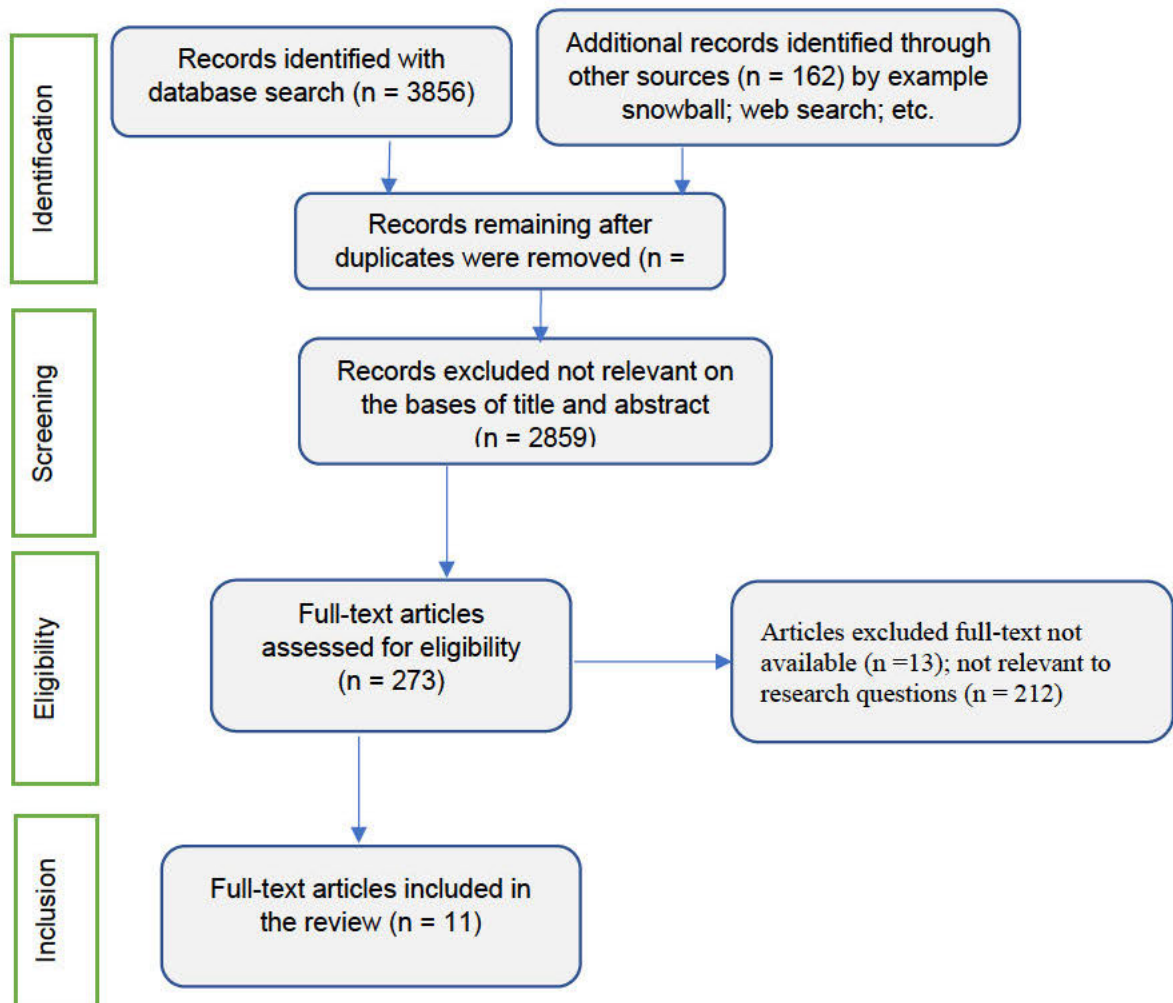 Identification
Records identified with
database search (n = 3856)
Additional records identified through
other sources (n = 162) by example
snowball; web search; etc.
Records remaining after
duplicates were removed (n =
Screening
Records excluded not relevant on
the bases of title and abstract
(n = 2859)
Eligibility
Full-text articles
assessed for eligibility
(n = 273)
Articles excluded full-text not
available (n =13); not relevant to
research questions (n = 212)
Inclusion
Full-text articles included in
the review (n = 11)